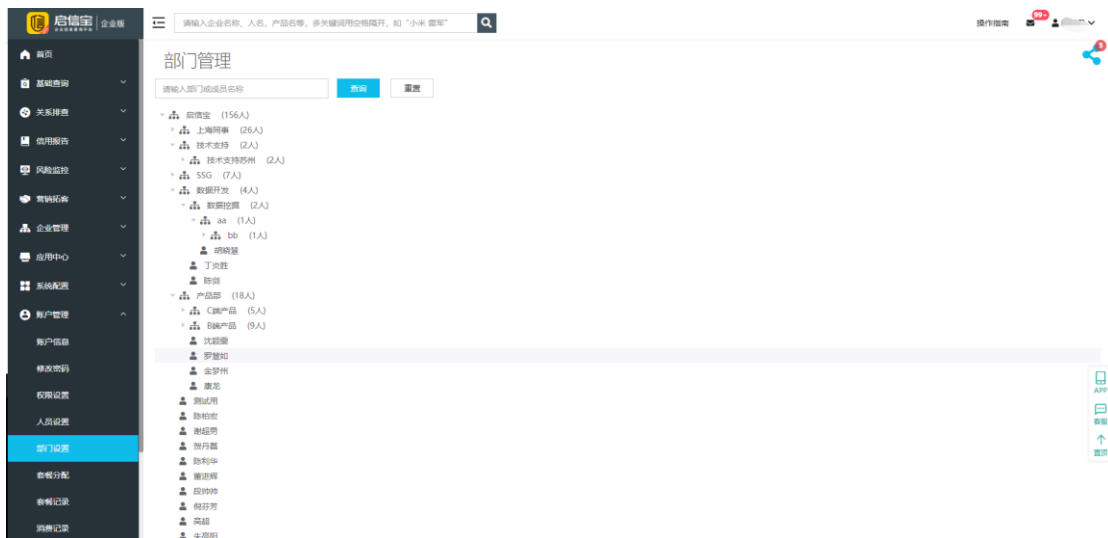 启信宝 企业版
请输入企业名称、人名、产品名等，多关键词用空格隔开，如“小米 雷军”
操作指南
99+
首页
基础查询
关系排查
信用报告
风险监控
营销拓客
企业管理
应用中心
系统配置
账户管理
账户信息
修改密码
权限设置
人员设置
部门设置
套餐分配
套餐记录
消费记录
部门管理
请输入部门或成员名称
查询
重置
启信宝 (156人)
上海同事 (26人)
技术支持 (2人)
技术支持苏州 (2人)
SSG (7人)
数据开发 (4人)
数据挖掘 (2人)
aa (1人)
bb (1人)
胡晓慧
丁炎胜
陈剑
产品部 (18人)
C端产品 (5人)
B端产品 (9人)
沈颖雯
罗楚如
金梦州
康龙
测试用
陈柏宏
谢超男
贺丹磊
陈利华
董进辉
段帅帅
倪芬芳
高超
APP
客服
置顶